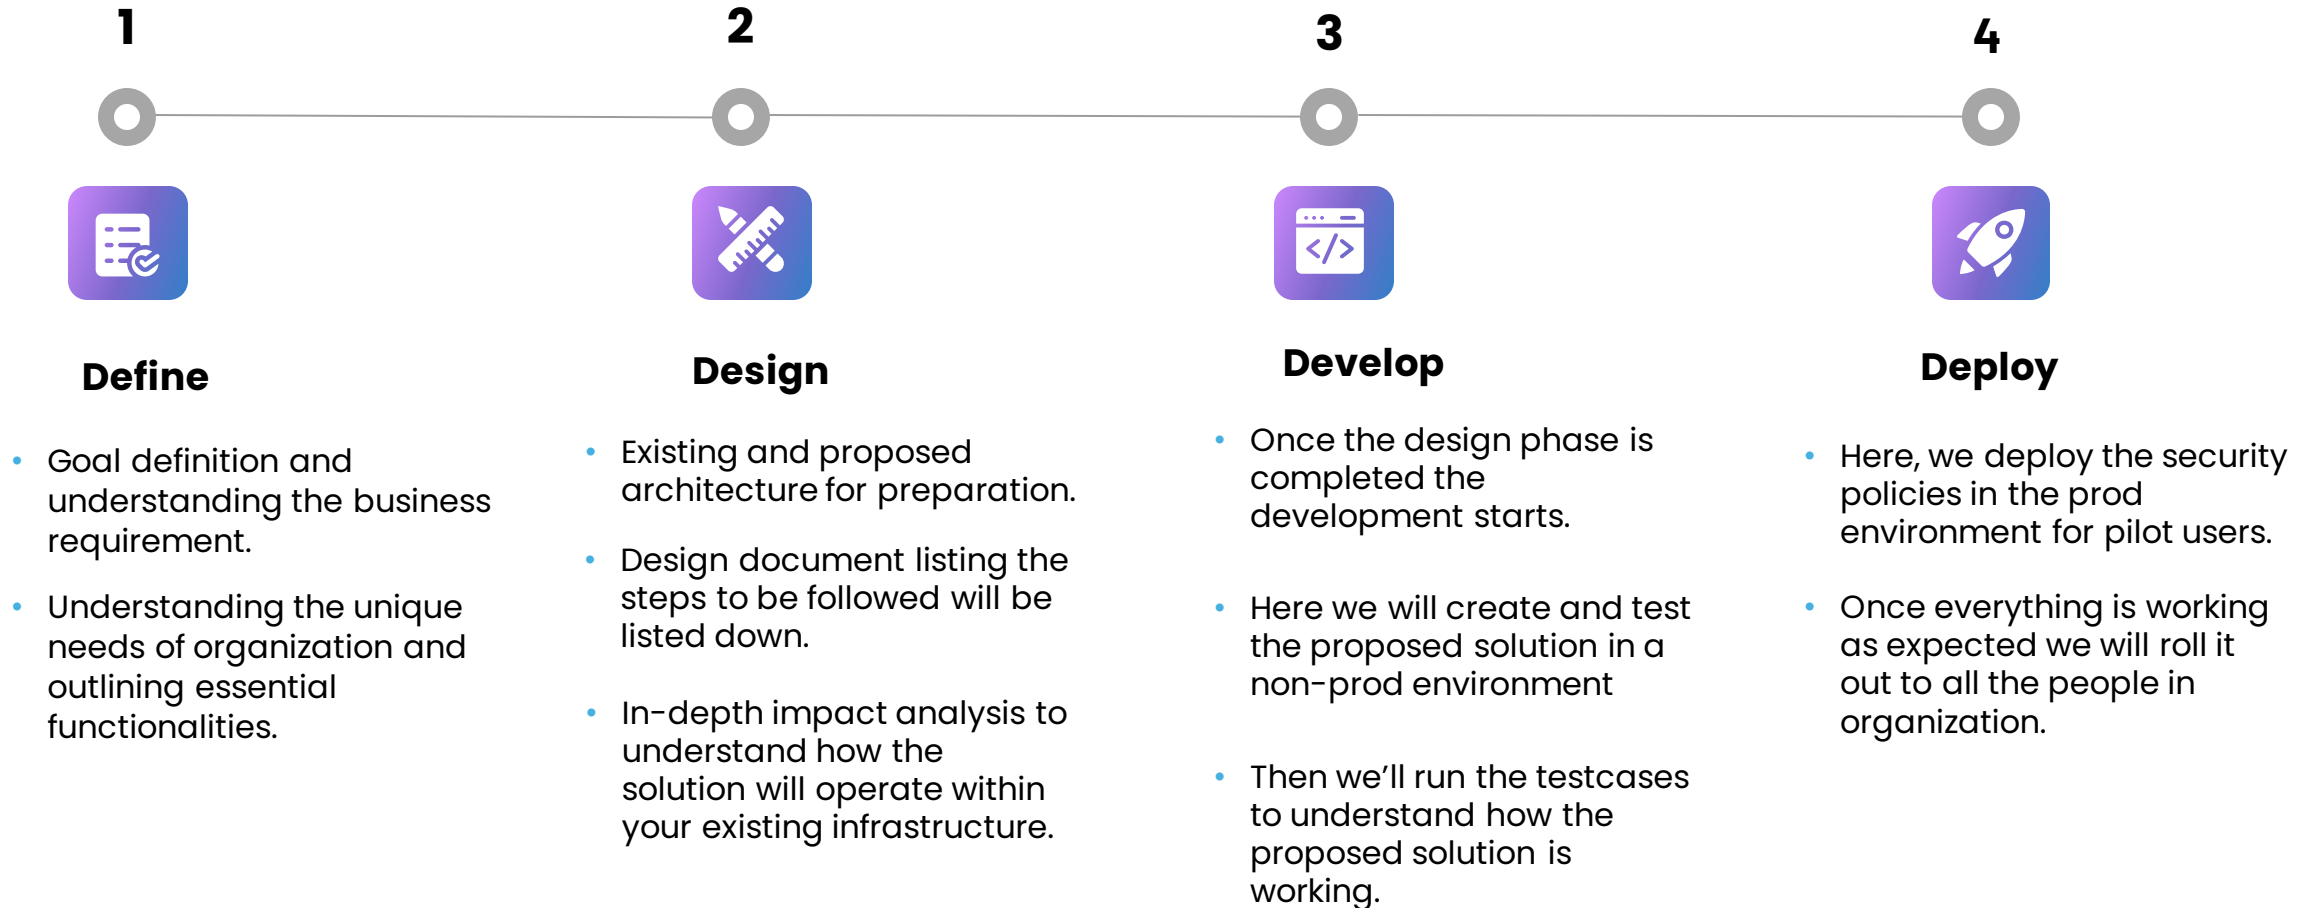 1
2
3
4
Define
• Goal definition and
understanding the business
requirement.
• Understanding the unique
needs of organization and
outlining essential
functionalities.
Design
• Existing and proposed
architecture for preparation.
• Design document listing the
steps to be followed will be
listed down.
• In-depth impact analysis to
understand how the
solution will operate within
your existing infrastructure.
Develop
• Once the design phase is
completed the
development starts.
• Here we will create and test
the proposed solution in a
non-prod environment
• Then we’ll run the testcases
to understand how the
proposed solution is
working.
Deploy
• Here, we deploy the security
policies in the prod
environment for pilot users.
• Once everything is working
as expected we will roll it
out to all the people in
organization.